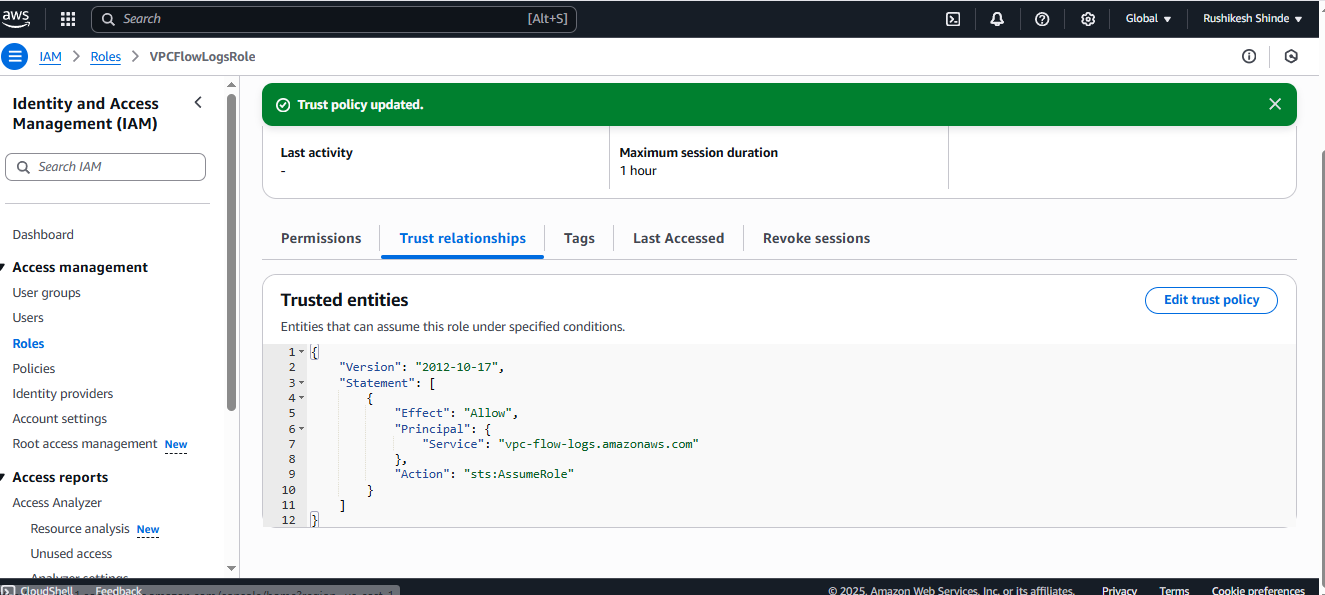 aws
Search [Alt+S]
Global
Rushikesh Shinde
IAM
Roles
VPCFlowLogsRole
Identity and Access
Management (IAM)
Search IAM
Dashboard
Access management
User groups
Users
Roles
Policies
Identity providers
Account settings
Root access management New
Access reports
Access Analyzer
Resource analysis New
Unused access
Analyzer settings
Trust policy updated.
Last activity
-
Maximum session duration
1 hour
Permissions
Trust relationships
Tags
Last Accessed
Revoke sessions
Trusted entities
Edit trust policy
Entities that can assume this role under specified conditions.
1 {
2 "Version": "2012-10-17",
3 "Statement": [
4 {
5 "Effect": "Allow",
6 "Principal": {
7 "Service": "vpc-flow-logs.amazonaws.com"
8 },
9 "Action": "sts:AssumeRole"
10 }
11 ]
12 }
CloudShell Feedback
© 2025, Amazon Web Services, Inc. or its affiliates. Privacy Terms Cookie preferences